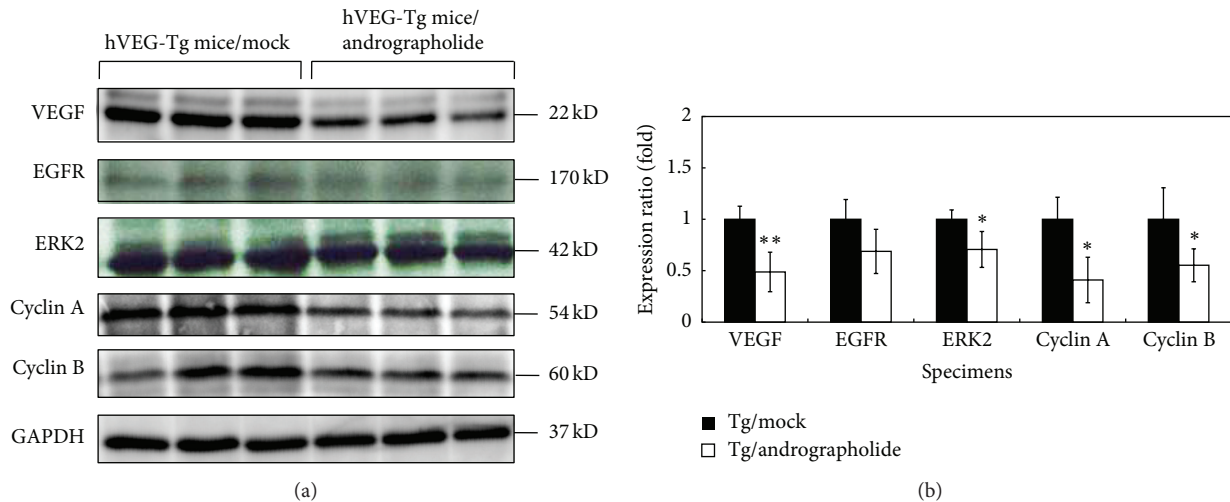 hVEG-Tg mice/mock
hVEG-Tg mice/
andrographolide
VEGF
22 kD
EGFR
170 kD
ERK2
42 kD
Cyclin A
54 kD
Cyclin B
60 kD
GAPDH
37 kD
(a)
Expression ratio (fold)
2
1.5
1
0.5
0
**
*
*
*
VEGF
EGFR
ERK2
Cyclin A
Cyclin B
Specimens
Tg/mock
Tg/andrographolide
(b)